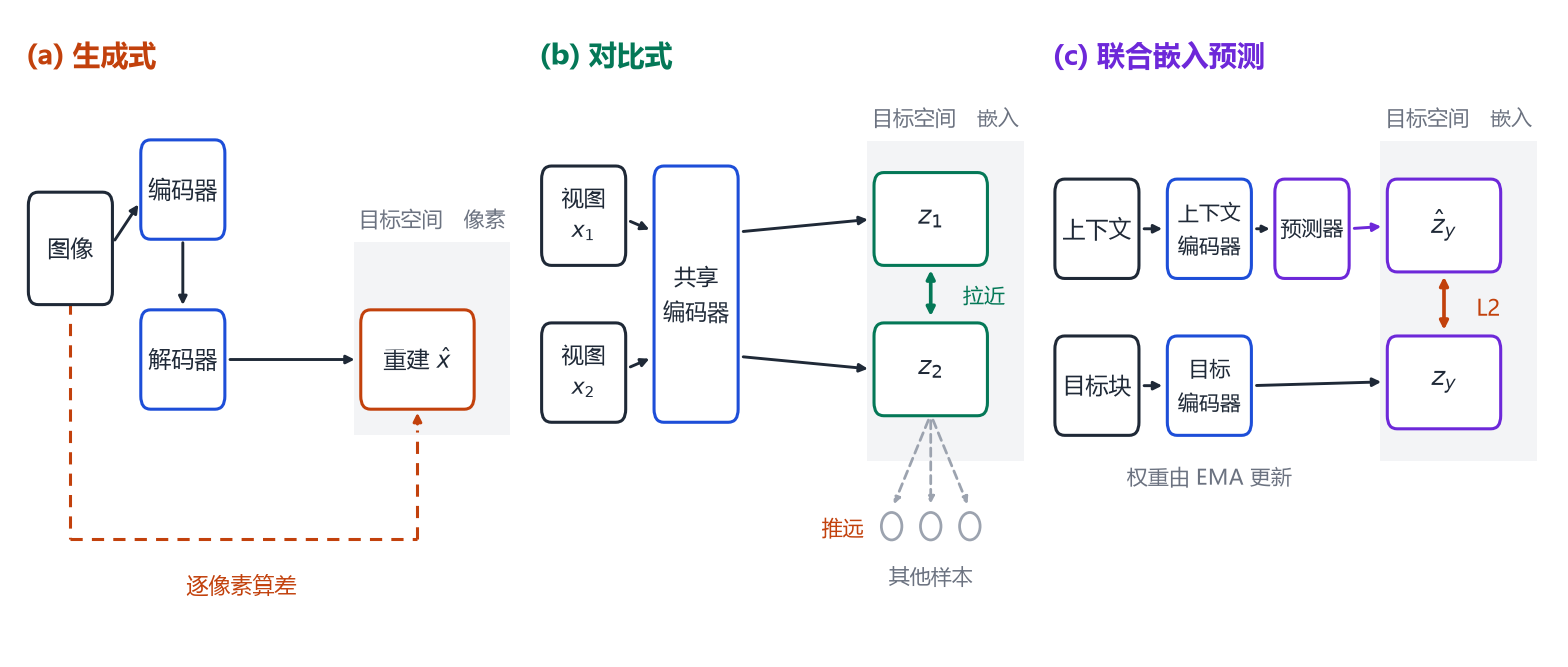 (a) 生成式
图像
编码器
解码器
目标空间 像素
重建 x̂
逐像素算差
(b) 对比式
目标空间 嵌入
视图
x₁
视图
x₂
共享
编码器
z₁
拉近
z₂
推远
其他样本
(c) 联合嵌入预测
目标空间 嵌入
上下文
上下文
编码器
预测器
ẑᵧ
L2
目标块
目标
编码器
zᵧ
权重由 EMA 更新